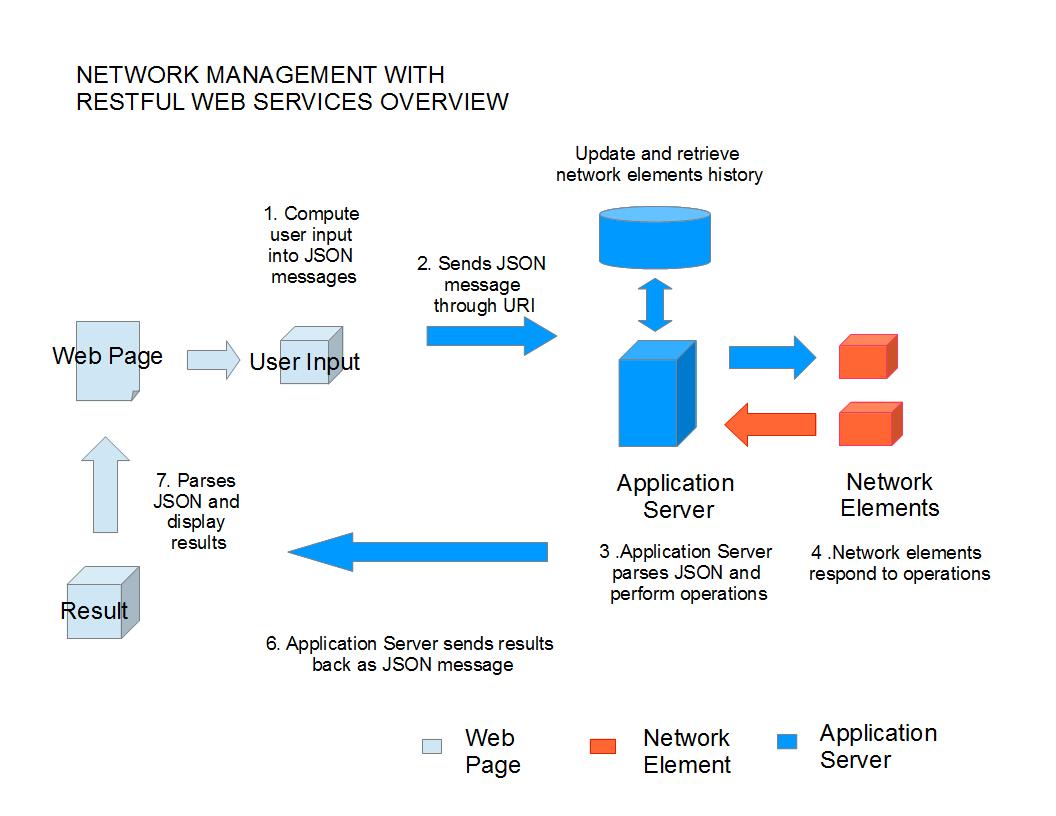 NETWORK MANAGEMENT WITH
RESTFUL WEB SERVICES OVERVIEW
Update and retrieve
network elements history
1. Compute
user input
into JSON
messages
2. Sends JSON
message
through URI
Web Page
User Input
7. Parses
JSON and
display
results
Application
Server
Network
Elements
3 .Application Server
parses JSON and
perform operations
4 .Network elements
respond to operations
Result
6. Application Server sends results
back as JSON message
Web
Page
Network
Element
Application
Server